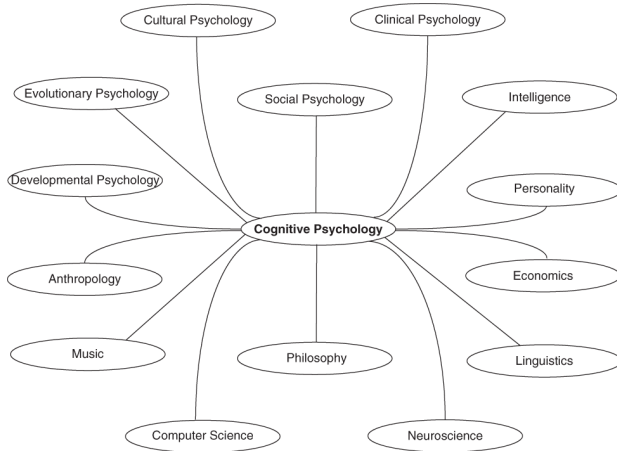 Cultural Psychology
Clinical Psychology
Evolutionary Psychology
Social Psychology
Intelligence
Developmental Psychology
Personality
Cognitive Psychology
Anthropology
Economics
Music
Philosophy
Linguistics
Computer Science
Neuroscience